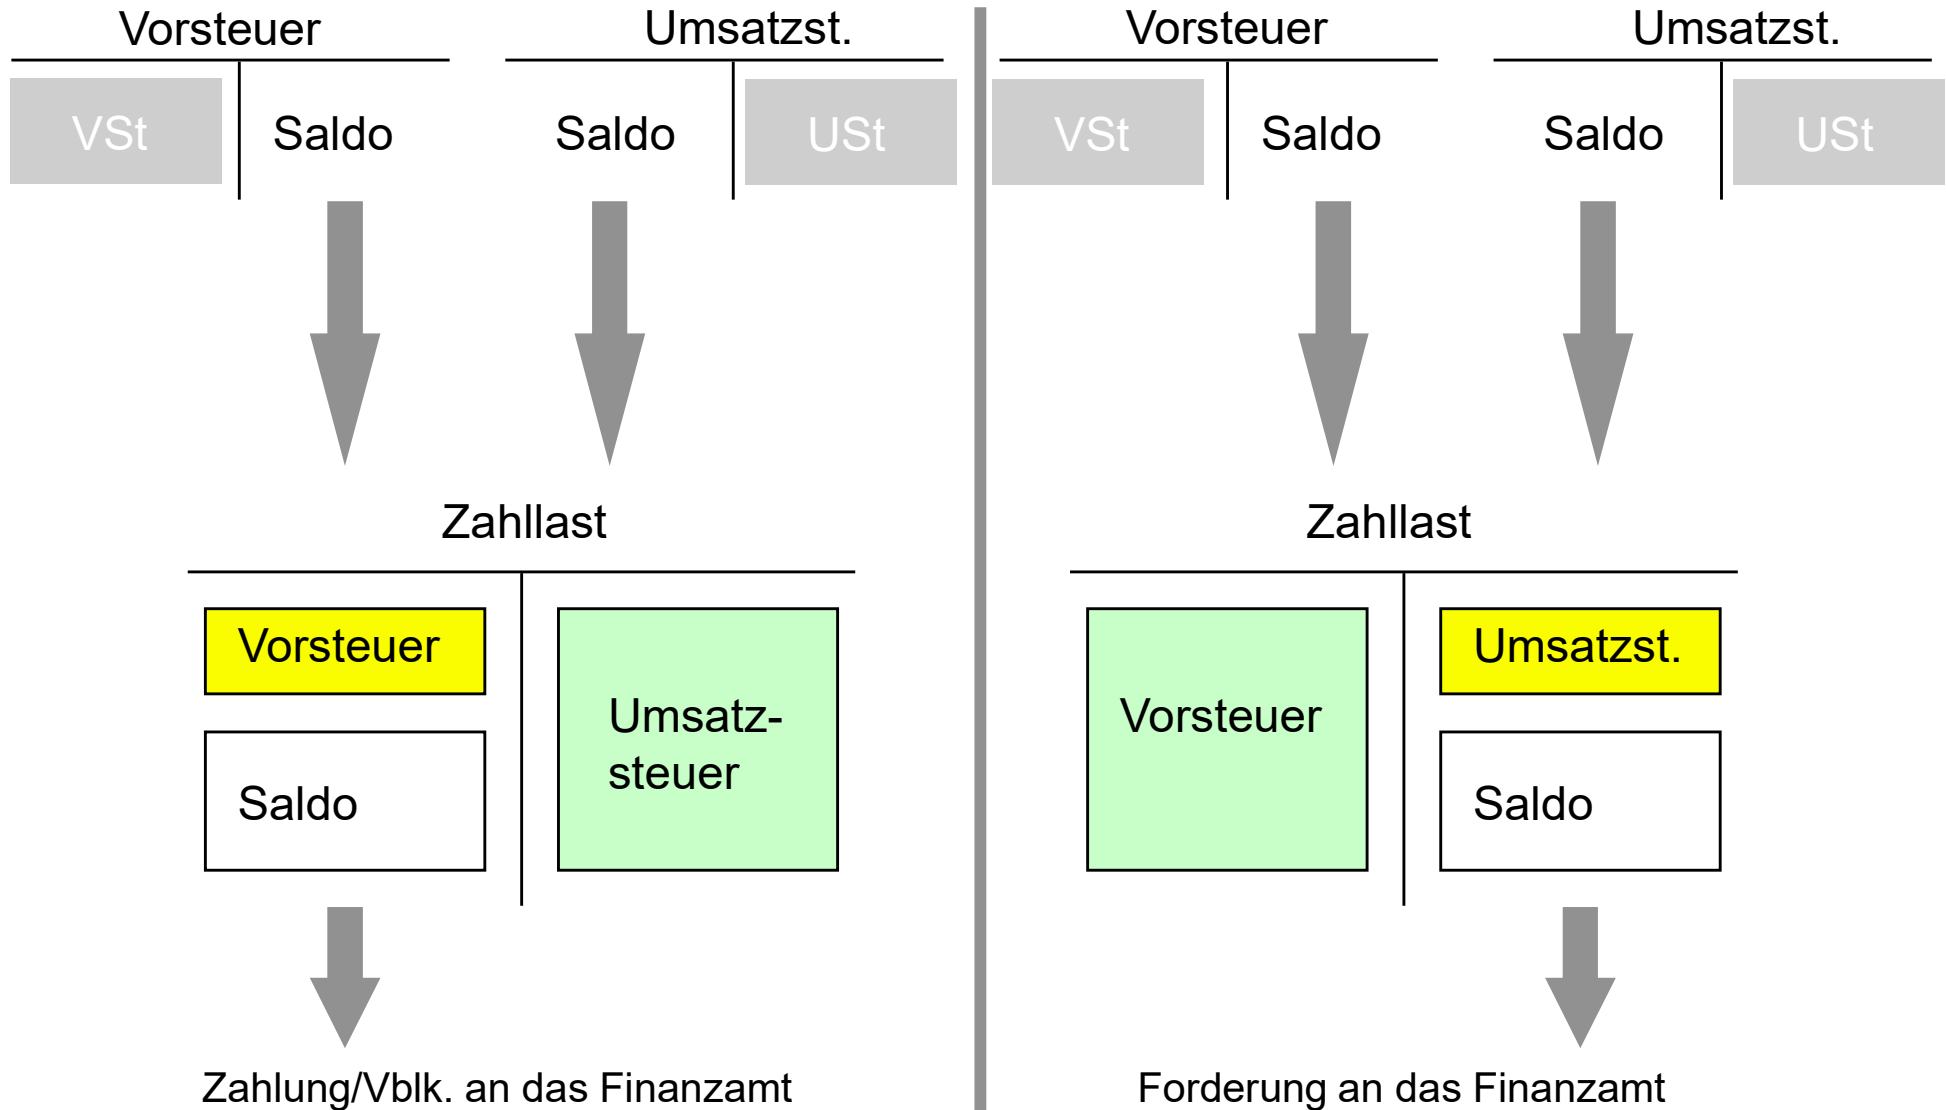 Vorsteuer
Umsatzst.
VSt
Saldo
Saldo
USt
Zahllast
Vorsteuer
Saldo
Umsatz-
steuer
Zahlung/Vblk. an das Finanzamt
Vorsteuer
Umsatzst.
VSt
Saldo
Saldo
USt
Zahllast
Vorsteuer
Umsatzst.
Saldo
Forderung an das Finanzamt